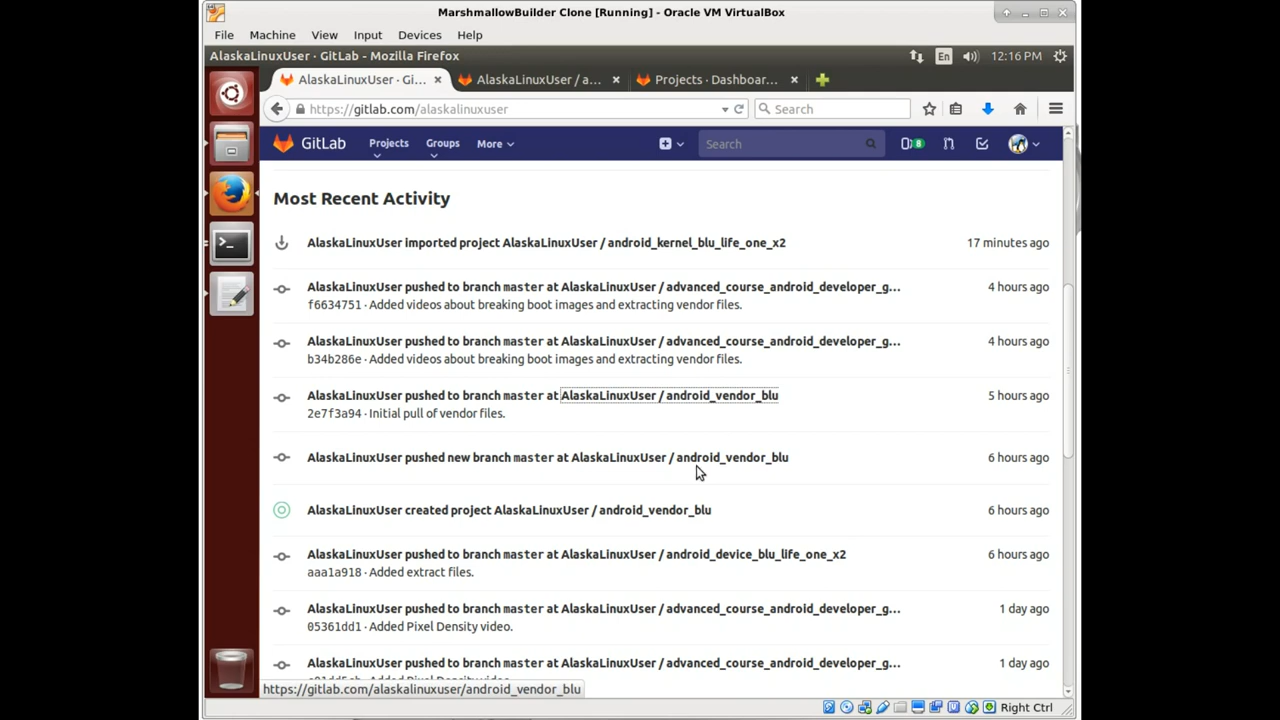 MarshmallowBuilder Clone [Running] - Oracle VM VirtualBox
File Machine View Input Devices Help
AlaskaLinuxUser · GitLab - Mozilla Firefox En 12:16 PM
AlaskaLinuxUser · Gi... AlaskaLinuxUser / a... Projects · Dashboar...
https://gitlab.com/alaskalinuxuser Search
GitLab Projects Groups More Search 8
Most Recent Activity
AlaskaLinuxUser imported project AlaskaLinuxUser / android_kernel_blu_life_one_x2 17 minutes ago
AlaskaLinuxUser pushed to branch master at AlaskaLinuxUser / advanced_course_android_developer_g... 4 hours ago
f6634751 · Added videos about breaking boot images and extracting vendor files.
AlaskaLinuxUser pushed to branch master at AlaskaLinuxUser / advanced_course_android_developer_g... 4 hours ago
b34b286e · Added videos about breaking boot images and extracting vendor files.
AlaskaLinuxUser pushed to branch master at AlaskaLinuxUser / android_vendor_blu 5 hours ago
2e7f3a94 · Initial pull of vendor files.
AlaskaLinuxUser pushed new branch master at AlaskaLinuxUser / android_vendor_blu 6 hours ago
AlaskaLinuxUser created project AlaskaLinuxUser / android_vendor_blu 6 hours ago
AlaskaLinuxUser pushed to branch master at AlaskaLinuxUser / android_device_blu_life_one_x2 6 hours ago
aaa1a918 · Added extract files.
AlaskaLinuxUser pushed to branch master at AlaskaLinuxUser / advanced_course_android_developer_g... 1 day ago
05361dd1 · Added Pixel Density video.
AlaskaLinuxUser pushed to branch master at AlaskaLinuxUser / advanced_course_android_developer_g... 1 day ago
https://gitlab.com/alaskalinuxuser/android_vendor_blu
Right Ctrl